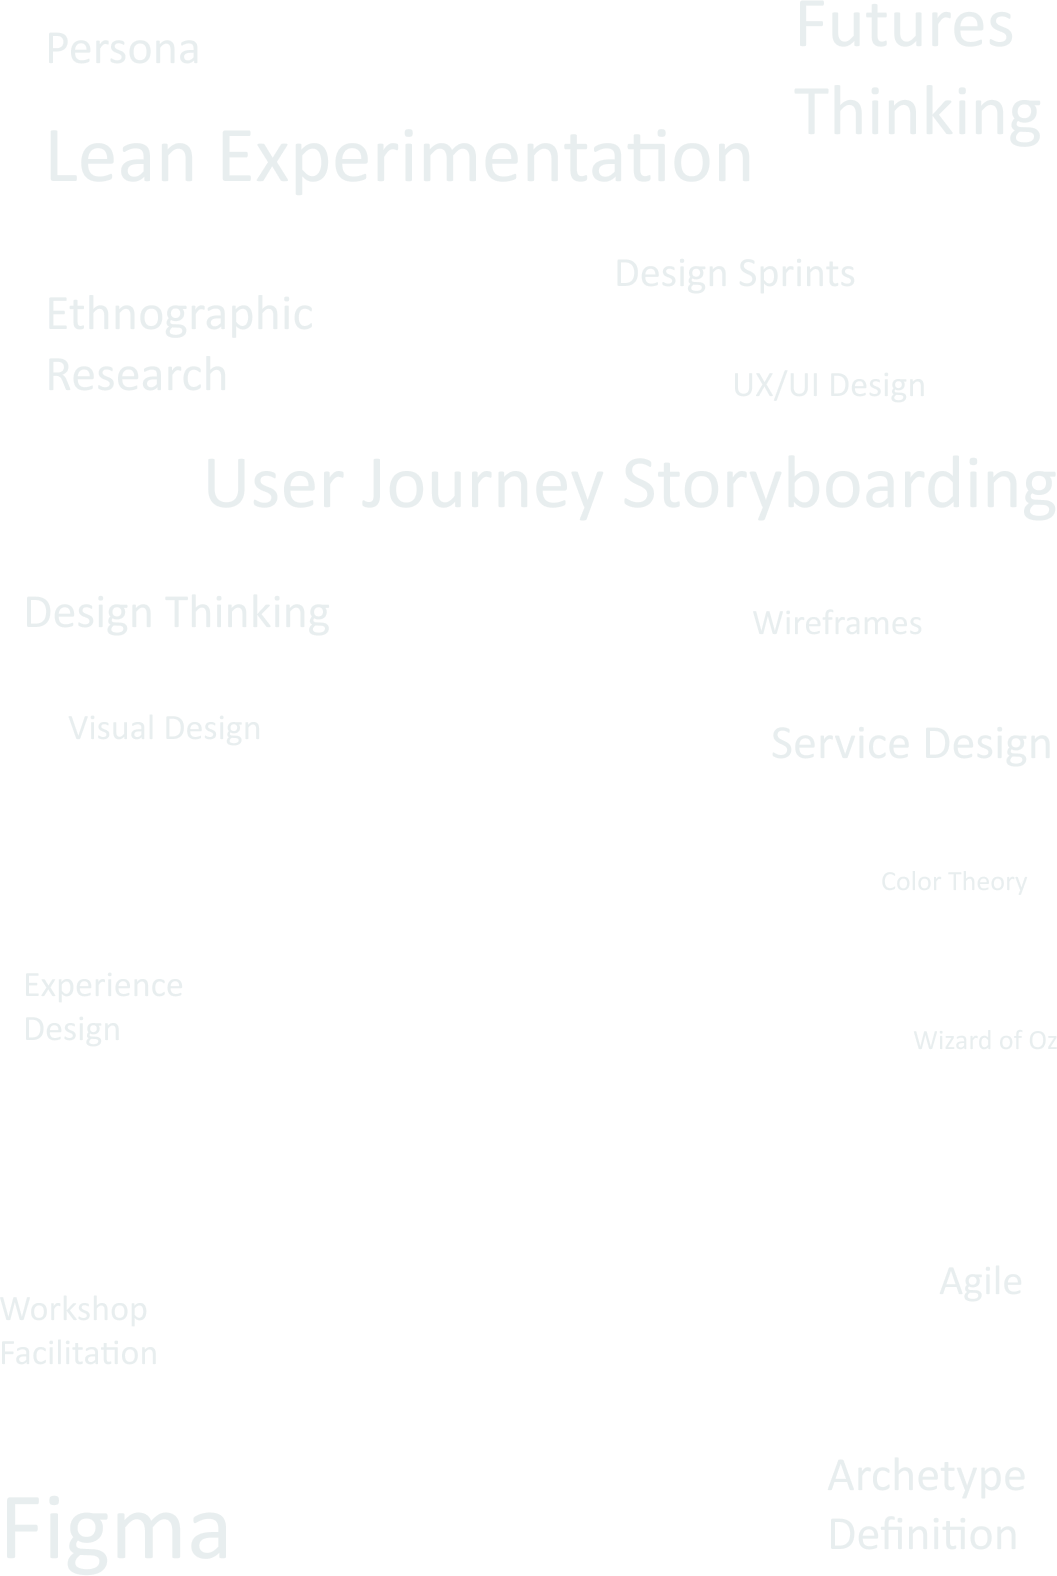 Futures
Thinking
Persona
Lean Experimentation
Design Sprints
Ethnographic
Research
UX/UI Design
User Journey Storyboarding
Design Thinking
Wireframes
Visual Design
Service Design
Color Theory
Experience
Design
Wizard of Oz
Agile
Workshop
Facilitation
Archetype
Definition
Figma